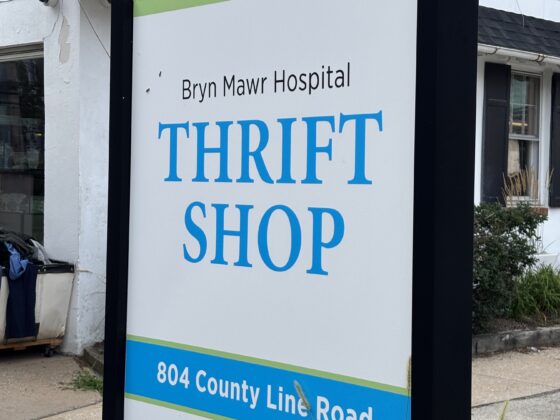 Bryn Mawr Hospital
THRIFT
SHOP
804 County Line Road